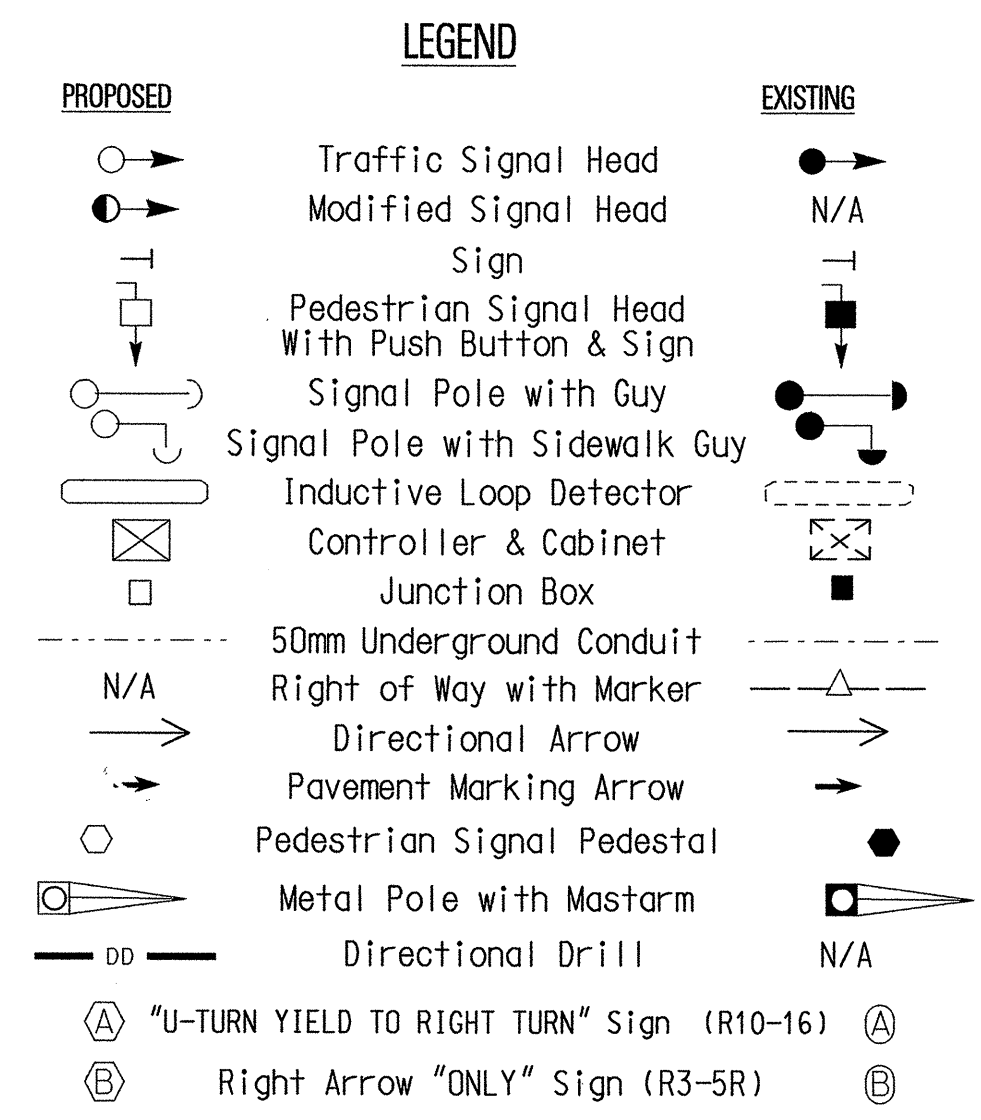 LEGEND
PROPOSED EXISTING
Traffic Signal Head
Modified Signal Head N/A
Sign
Pedestrian Signal Head
With Push Button & Sign
Signal Pole with Guy
Signal Pole with Sidewalk Guy
Inductive Loop Detector
Controller & Cabinet
Junction Box
50mm Underground Conduit
N/A Right of Way with Marker
Directional Arrow
Pavement Marking Arrow
Pedestrian Signal Pedestal
Metal Pole with Mastarm
DD Directional Drill N/A
A "U-TURN YIELD TO RIGHT TURN" Sign (R10-16) A
B Right Arrow "ONLY" Sign (R3-5R) B